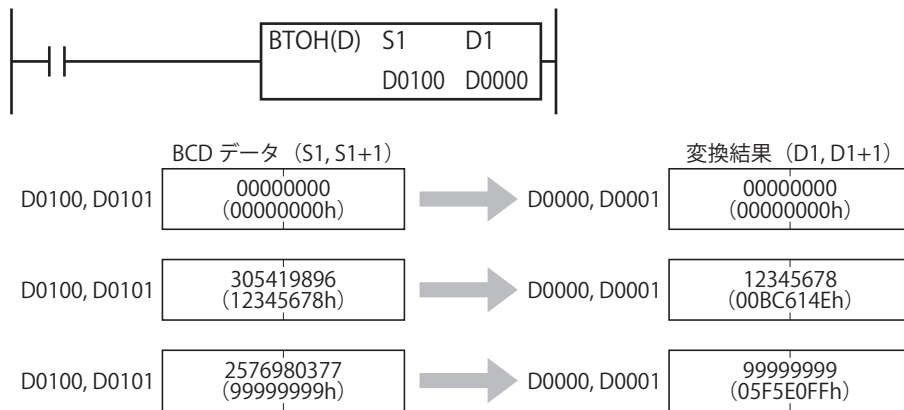 BTOH(D) S1 D1
D0100 D0000
BCD データ（S1, S1+1） 変換結果（D1, D1+1）
D0100, D0101 00000000 D0000, D0001 00000000
（00000000h） （00000000h）
D0100, D0101 305419896 D0000, D0001 12345678
（12345678h） （00BC614Eh）
D0100, D0101 2576980377 D0000, D0001 99999999
（99999999h） （05F5E0FFh）